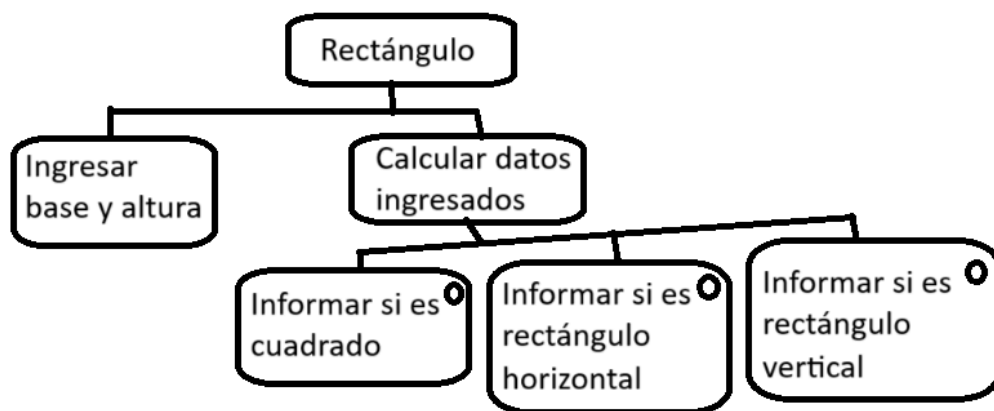 Rectángulo
Ingresar
base y altura
Calcular datos
ingresados
Informar si es
cuadrado
Informar si es
rectángulo
horizontal
Informar si es
rectángulo
vertical